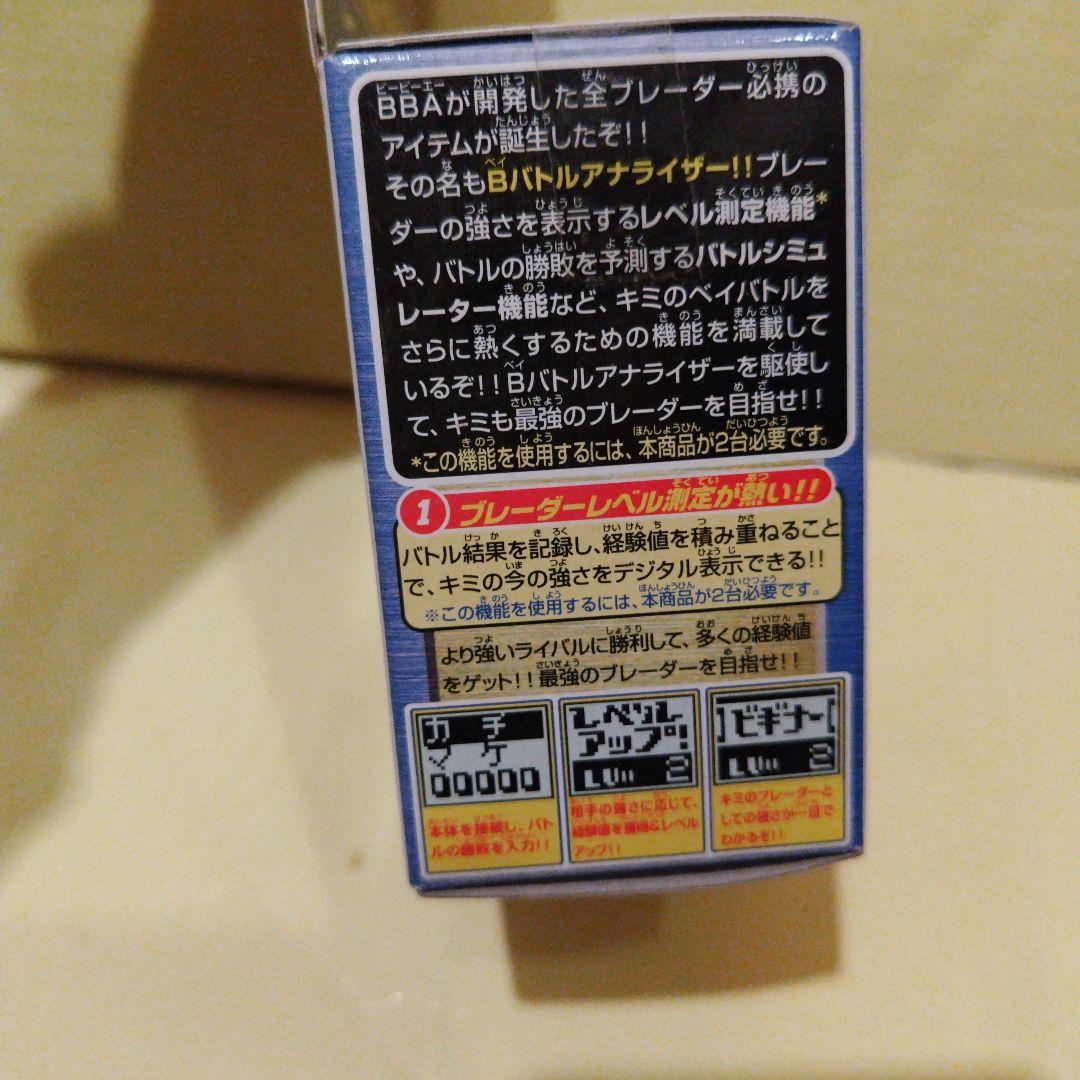 BBAが開発した全ブレーダー必携の
アイテムが誕生したぞ!!
その名もBバトルアナライザー!!ブレー
ダーの強さを表示するレベル測定機能*
や、バトルの勝敗を予測するバトルシミュ
レーター機能など、キミのベイバトルを
さらに熱くするための機能を満載して
いるぞ!!Bバトルアナライザーを駆使し
て、キミも最強のブレーダーを目指せ!!
*この機能を使用するには、本商品が2台必要です。
1 ブレーダーレベル測定が熱い!!
バトル結果を記録し、経験値を積み重ねること
で、キミの今の強さをデジタル表示できる!!
※この機能を使用するには、本商品が2台必要です。
より強いライバルに勝利して、多くの経験値
をゲット!!最強のブレーダーを目指せ!!
カチ
マケ
00000
レベル
アップ!
LV 2
ビギナー
LV 2
本体を接続し、バト
ルの勝敗を入力!!
相手の強さに応じて、
経験値を獲得&レベル
アップ!!
キミのブレーダーと
しての強さが一目で
わかるぞ!!